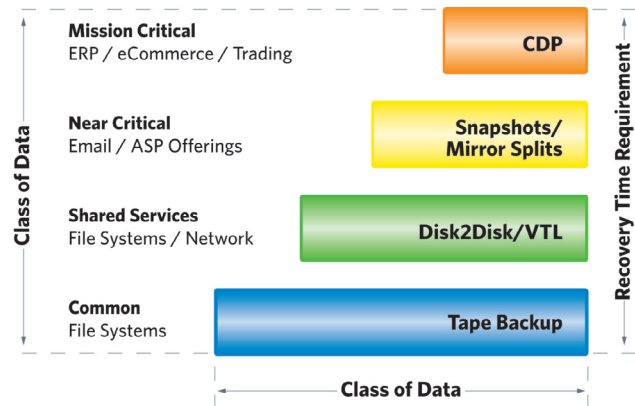 Mission Critical
ERP / eCommerce / Trading
CDP
Near Critical
Email / ASP Offerings
Snapshots/
Mirror Splits
Shared Services
File Systems / Network
Disk2Disk/VTL
Common
File Systems
Tape Backup
Class of Data
Recovery Time Requirement
Class of Data